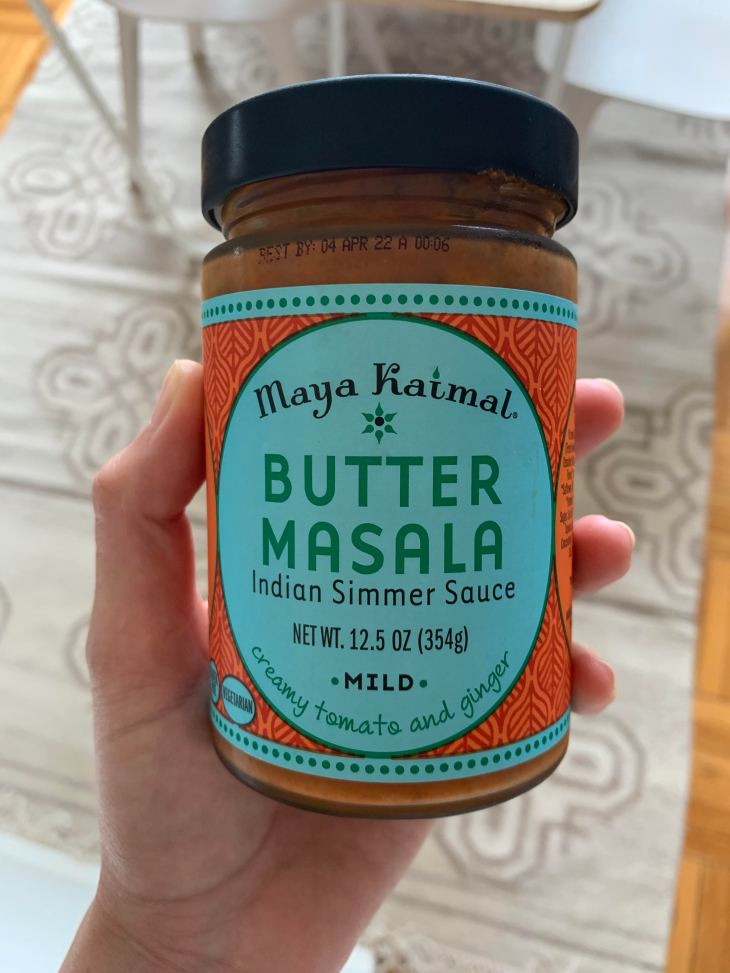 BEST BY: 04 APR 22 A 00:06
Maya Kaimal®
BUTTER
MASALA
Indian Simmer Sauce
NET WT. 12.5 OZ (354g)
•MILD•
creamy tomato and ginger
VEGETARIAN